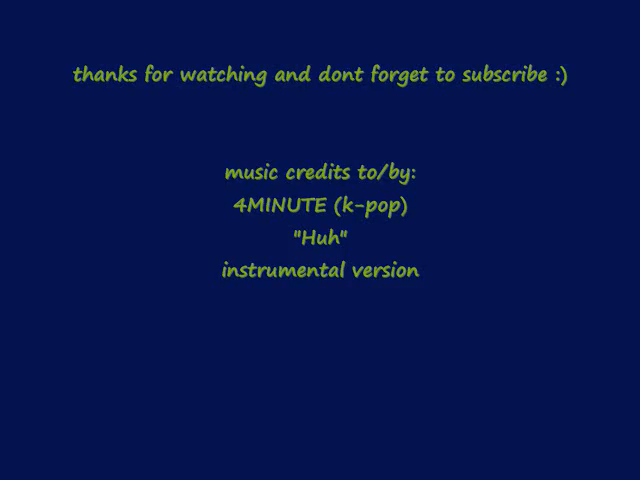 thanks for watching and dont forget to subscribe :)
music credits to/by:
4MINUTE (k-pop)
"Huh"
instrumental version